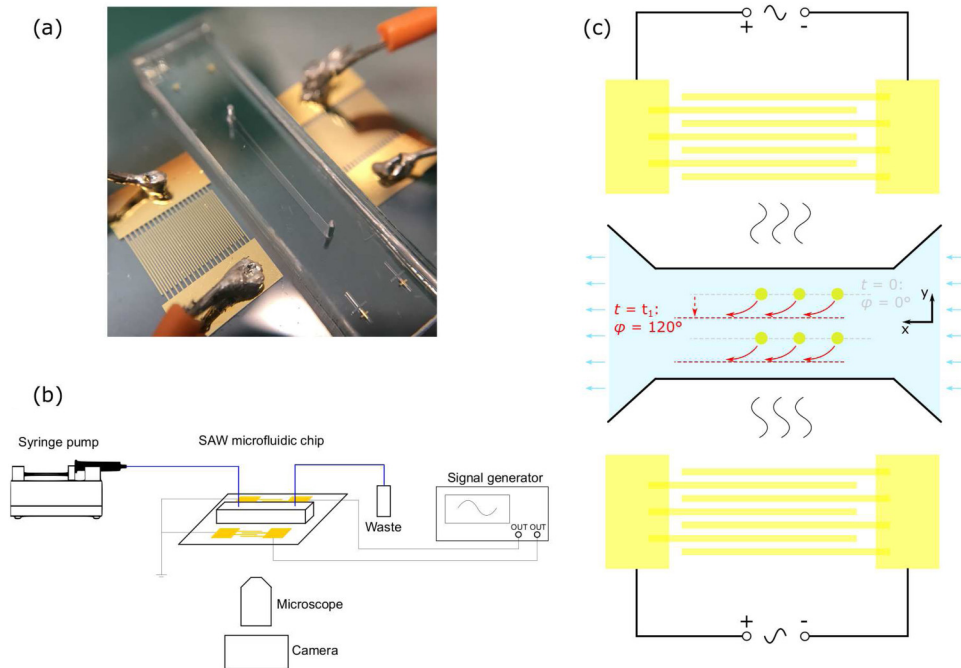 (a)
(b)
Syringe pump
SAW microfluidic chip
Waste
Signal generator
OUT OUT
Microscope
Camera
(c)
+ -
t = 0:
φ = 0°
t = t₁:
φ = 120°
y
x
+ -